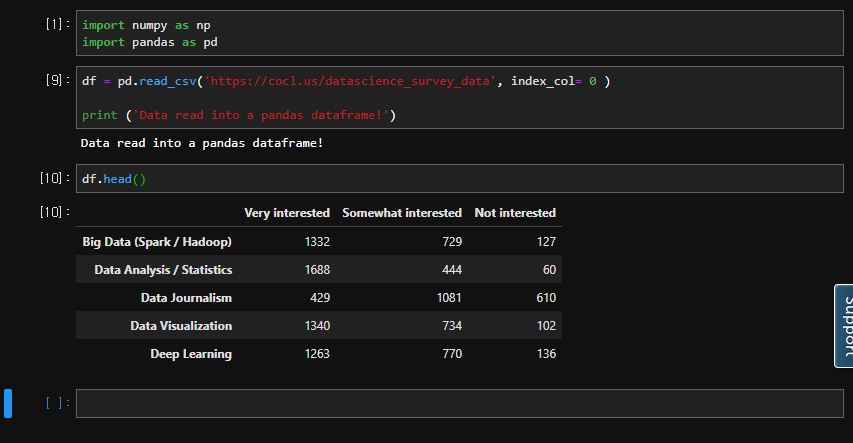 [1]: import numpy as np
import pandas as pd
[9]: df = pd.read_csv('https://cocl.us/datascience_survey_data', index_col= 0 )
print ('Data read into a pandas dataframe!')
Data read into a pandas dataframe!
[10]: df.head()
[10]: Very interested Somewhat interested Not interested
Big Data (Spark / Hadoop) 1332 729 127
Data Analysis / Statistics 1688 444 60
Data Journalism 429 1081 610
Data Visualization 1340 734 102
Deep Learning 1263 770 136
[ ]:
Support